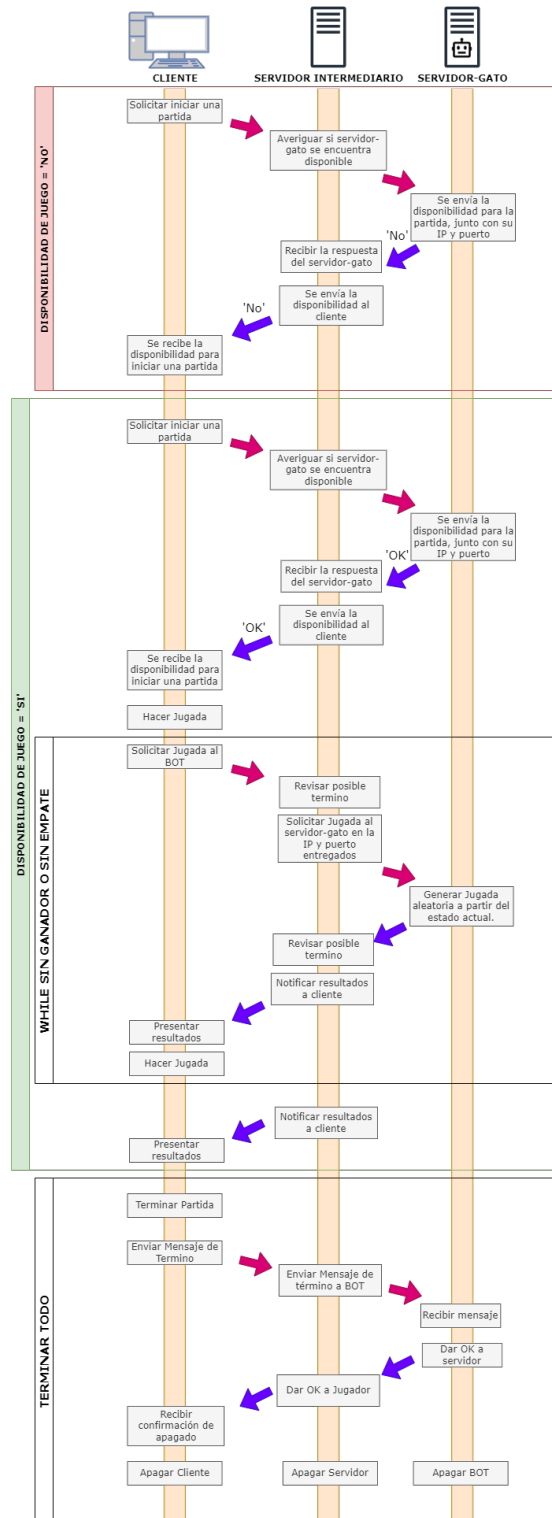 CLIENTE
SERVIDOR INTERMEDIARIO
SERVIDOR-GATO
DISPONIBILIDAD DE JUEGO = 'NO'
Solicitar iniciar una
partida
Averiguar si servidor-
gato se encuentra
disponible
Se envía la
disponibilidad para la
partida, junto con su
IP y puerto
'No'
Recibir la respuesta
del servidor-gato
Se envía la
disponibilidad al
cliente
'No'
Se recibe la
disponibilidad para
iniciar una partida
DISPONIBILIDAD DE JUEGO = 'SI'
Solicitar iniciar una
partida
Averiguar si servidor-
gato se encuentra
disponible
Se envía la
disponibilidad para la
partida, junto con su
IP y puerto
'OK'
Recibir la respuesta
del servidor-gato
Se envía la
disponibilidad al
cliente
'OK'
Se recibe la
disponibilidad para
iniciar una partida
Hacer Jugada
WHILE SIN GANADOR O SIN EMPATE
Solicitar Jugada al
BOT
Revisar posible
termino
Solicitar Jugada al
servidor-gato en la
IP y puerto
entregados
Generar Jugada
aleatoria a partir del
estado actual.
Revisar posible
termino
Notificar resultados
a cliente
Presentar
resultados
Hacer Jugada
Notificar resultados
a cliente
Presentar
resultados
TERMINAR TODO
Terminar Partida
Enviar Mensaje de
Termino
Enviar Mensaje de
término a BOT
Recibir mensaje
Dar OK a
servidor
Dar OK a Jugador
Recibir
confirmación de
apagado
Apagar Cliente
Apagar Servidor
Apagar BOT